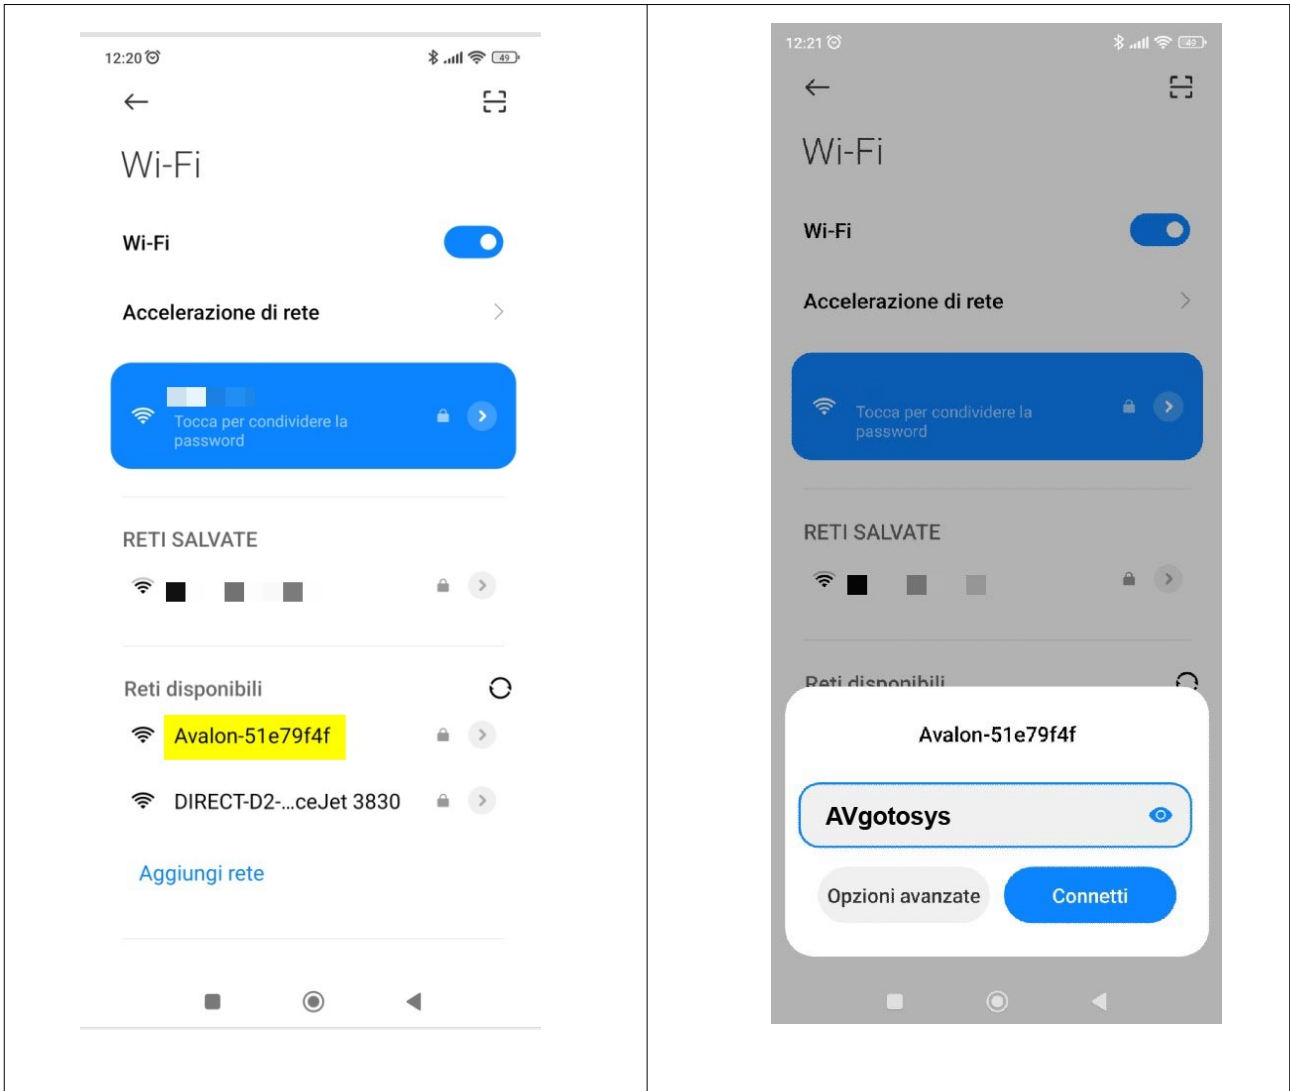 12:20
49
Wi-Fi
Wi-Fi
Accelerazione di rete
Tocca per condividere la
password
RETI SALVATE
Reti disponibili
Avalon-51e79f4f
DIRECT-D2-...ceJet 3830
Aggiungi rete
12:21
49
Wi-Fi
Wi-Fi
Accelerazione di rete
Tocca per condividere la
password
RETI SALVATE
Reti disponibili
Avalon-51e79f4f
AVgotosys
Opzioni avanzate
Connetti